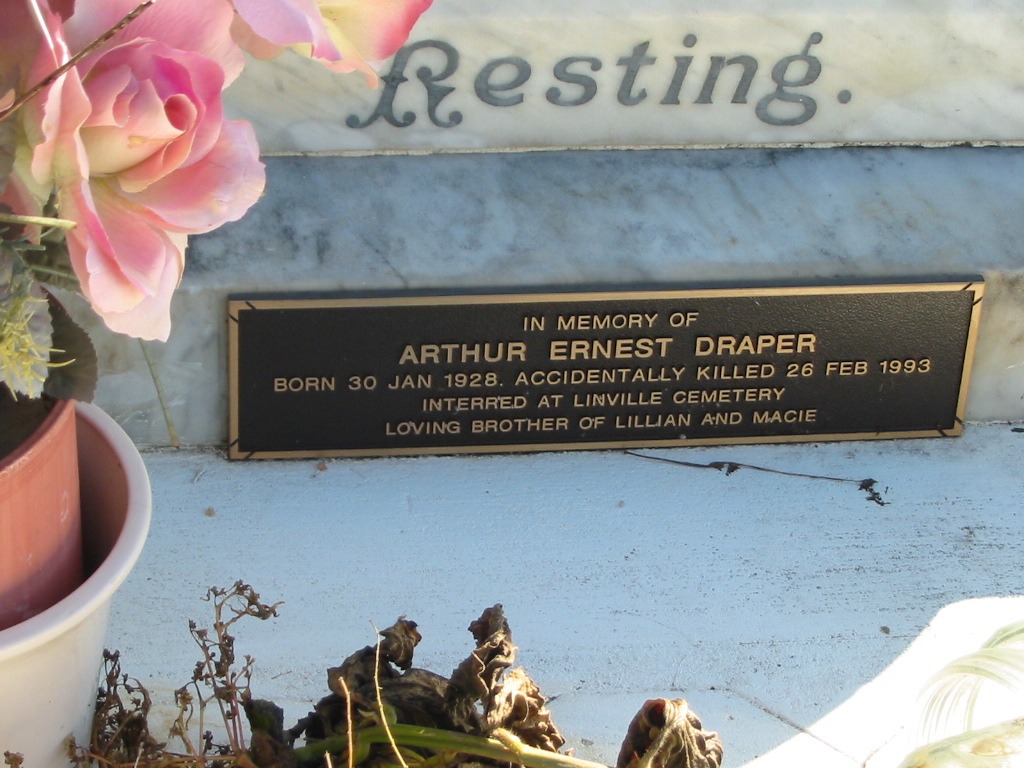 Resting.
IN MEMORY OF
ARTHUR ERNEST DRAPER
BORN 30 JAN 1928. ACCIDENTALLY KILLED 26 FEB 1993
INTERRED AT LINVILLE CEMETERY
LOVING BROTHER OF LILLIAN AND MACIE